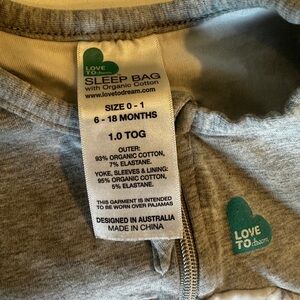 LOVE
TO dream
SLEEP BAG
with Organic Cotton
www.lovetodream.com
SIZE 0 - 1
6 - 18 MONTHS
1.0 TOG
OUTER:
93% ORGANIC COTTON,
7% ELASTANE.
YOKE, SLEEVES & LINING:
95% ORGANIC COTTON,
5% ELASTANE.
THIS GARMENT IS INTENDED
TO BE WORN OVER PAJAMAS
DESIGNED IN AUSTRALIA
MADE IN CHINA
LOVE
TO dream